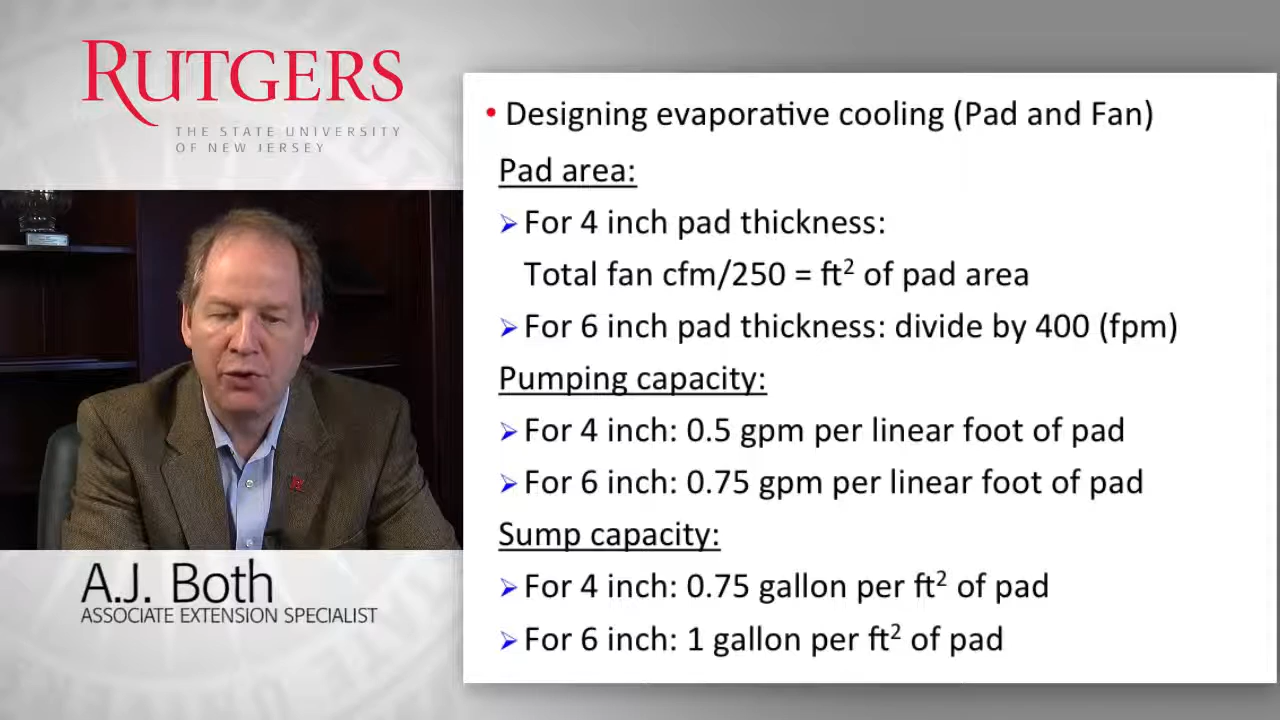 RUTGERS
THE STATE UNIVERSITY
OF NEW JERSEY
• Designing evaporative cooling (Pad and Fan)
Pad area:
➢ For 4 inch pad thickness:
Total fan cfm/250 = ft² of pad area
➢ For 6 inch pad thickness: divide by 400 (fpm)
Pumping capacity:
➢ For 4 inch: 0.5 gpm per linear foot of pad
➢ For 6 inch: 0.75 gpm per linear foot of pad
Sump capacity:
➢ For 4 inch: 0.75 gallon per ft² of pad
➢ For 6 inch: 1 gallon per ft² of pad
A.J. Both
ASSOCIATE EXTENSION SPECIALIST